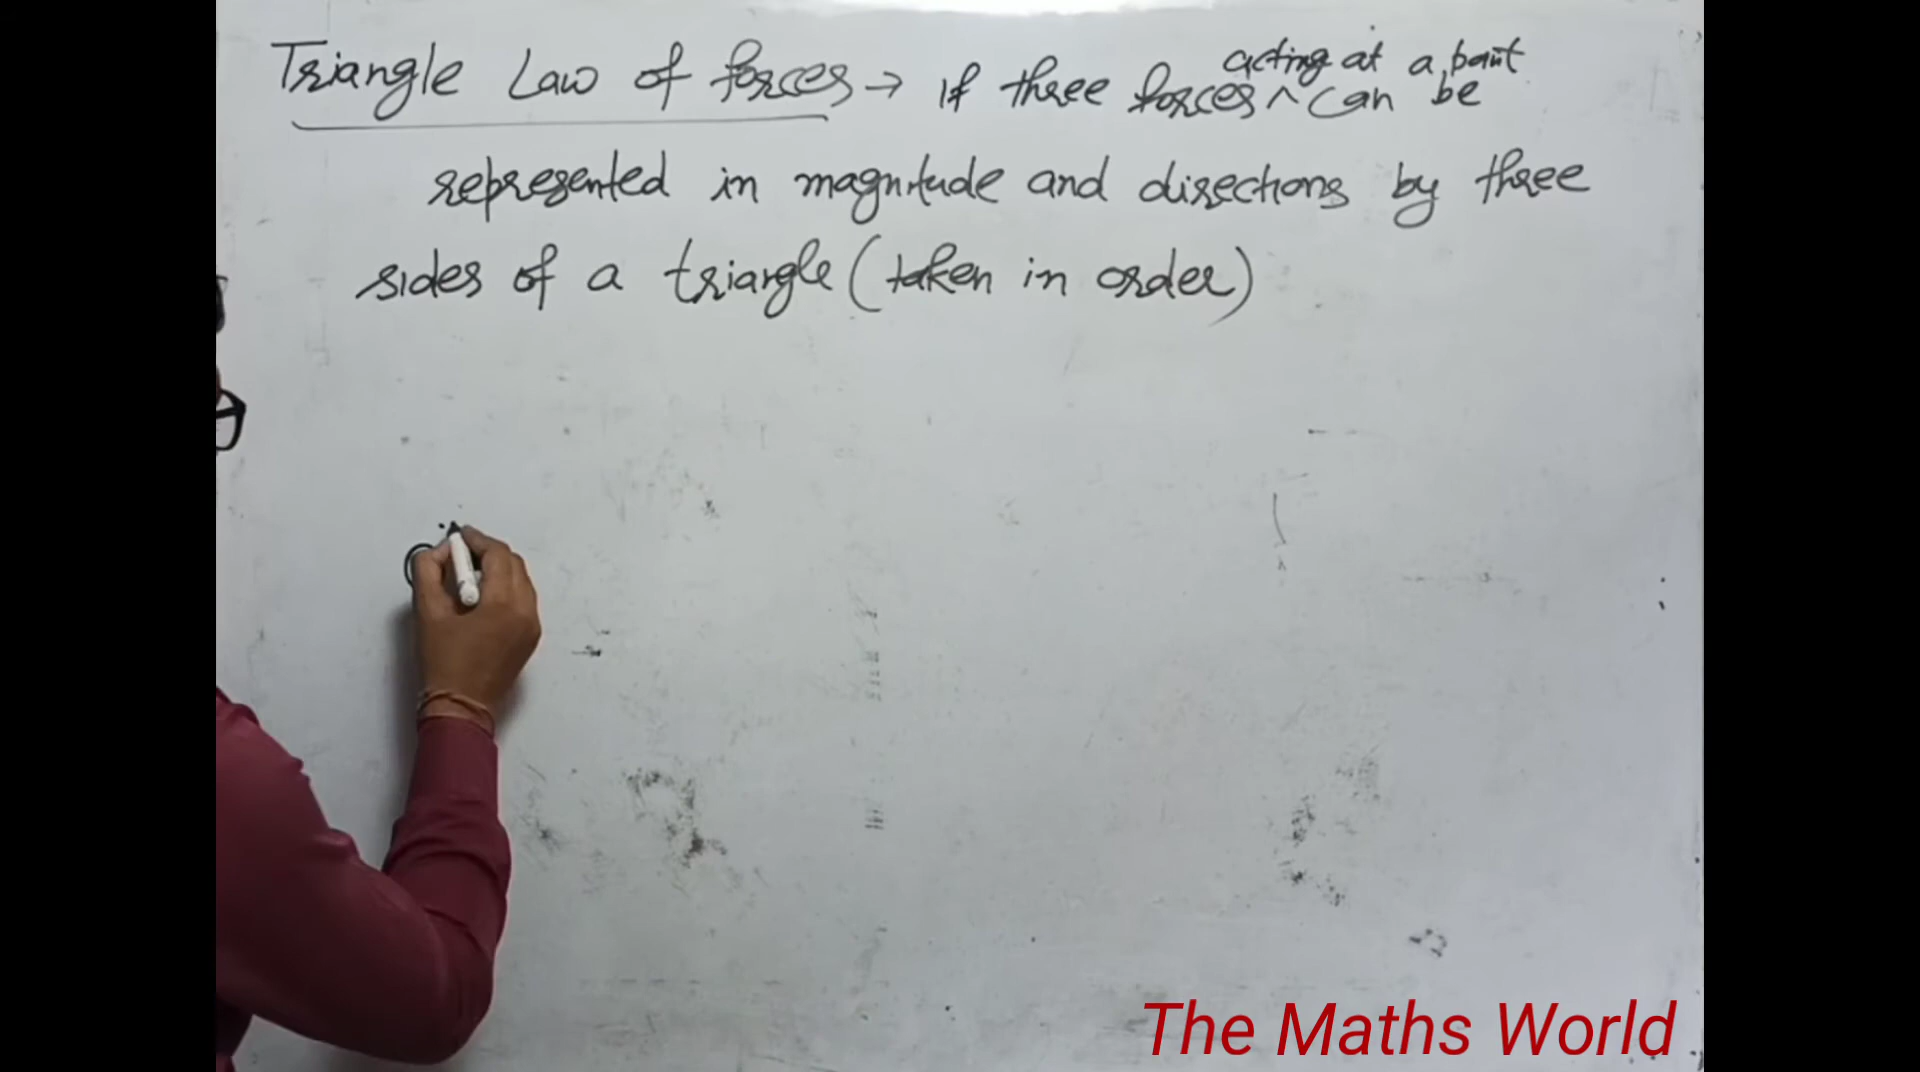 Triangle Law of forces → If three forces ^ can be
acting at a point
represented in magnitude and directions by three
sides of a triangle (taken in order)
The Maths World